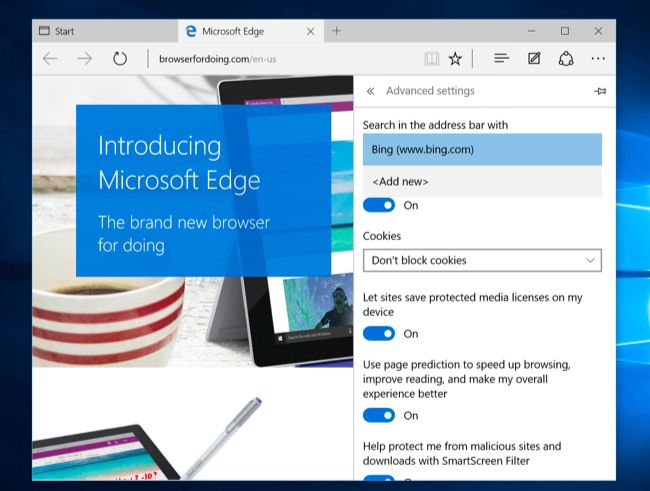 Start
Microsoft Edge
browserfordoing.com/en-us
Advanced settings
Introducing
Microsoft Edge
The brand new browser
for doing
Search in the address bar with
Bing (www.bing.com)
<Add new>
On
Cookies
Don't block cookies
Let sites save protected media licenses on my
device
On
Use page prediction to speed up browsing,
improve reading, and make my overall
experience better
On
Help protect me from malicious sites and
downloads with SmartScreen Filter